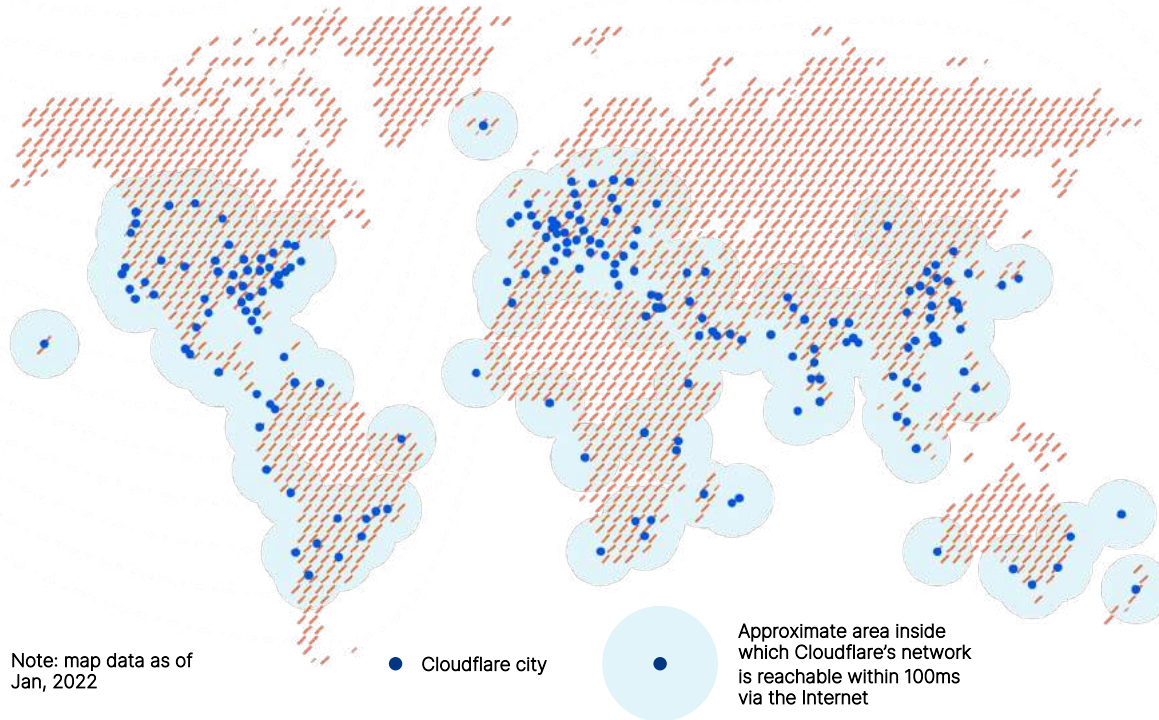 Note: map data as of
Jan, 2022
Cloudflare city
Approximate area inside
which Cloudflare's network
is reachable within 100ms
via the Internet